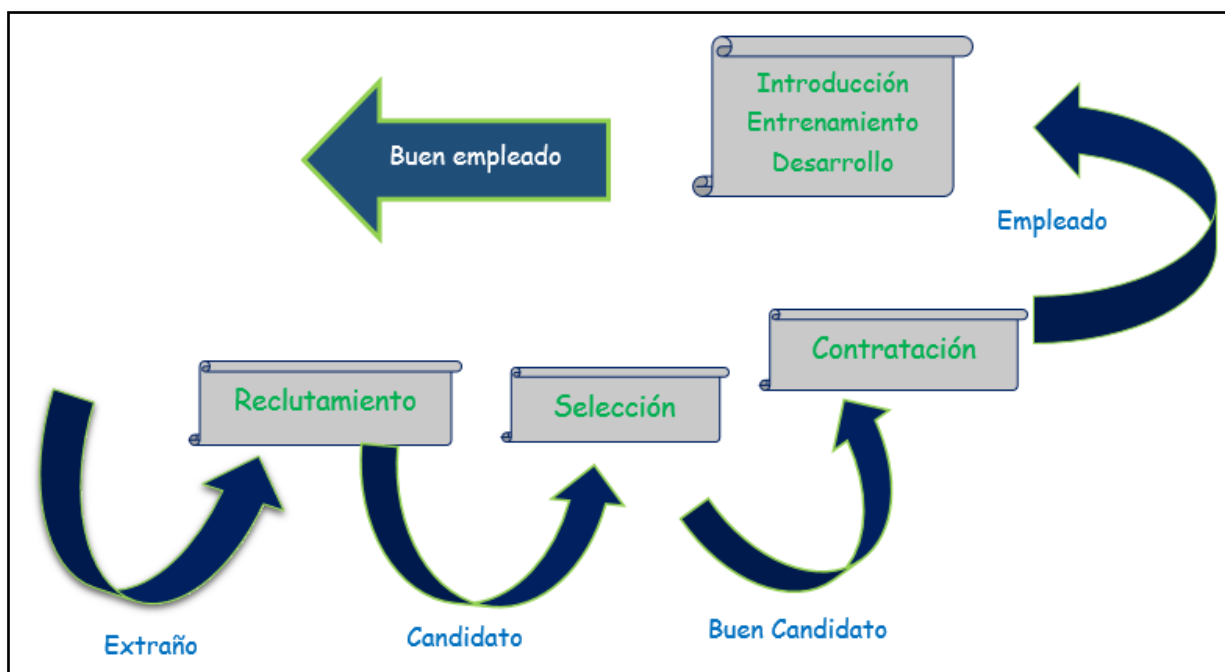 Introducción
Entrenamiento
Desarrollo
Buen empleado
Empleado
Contratación
Reclutamiento
Selección
Extraño
Candidato
Buen Candidato